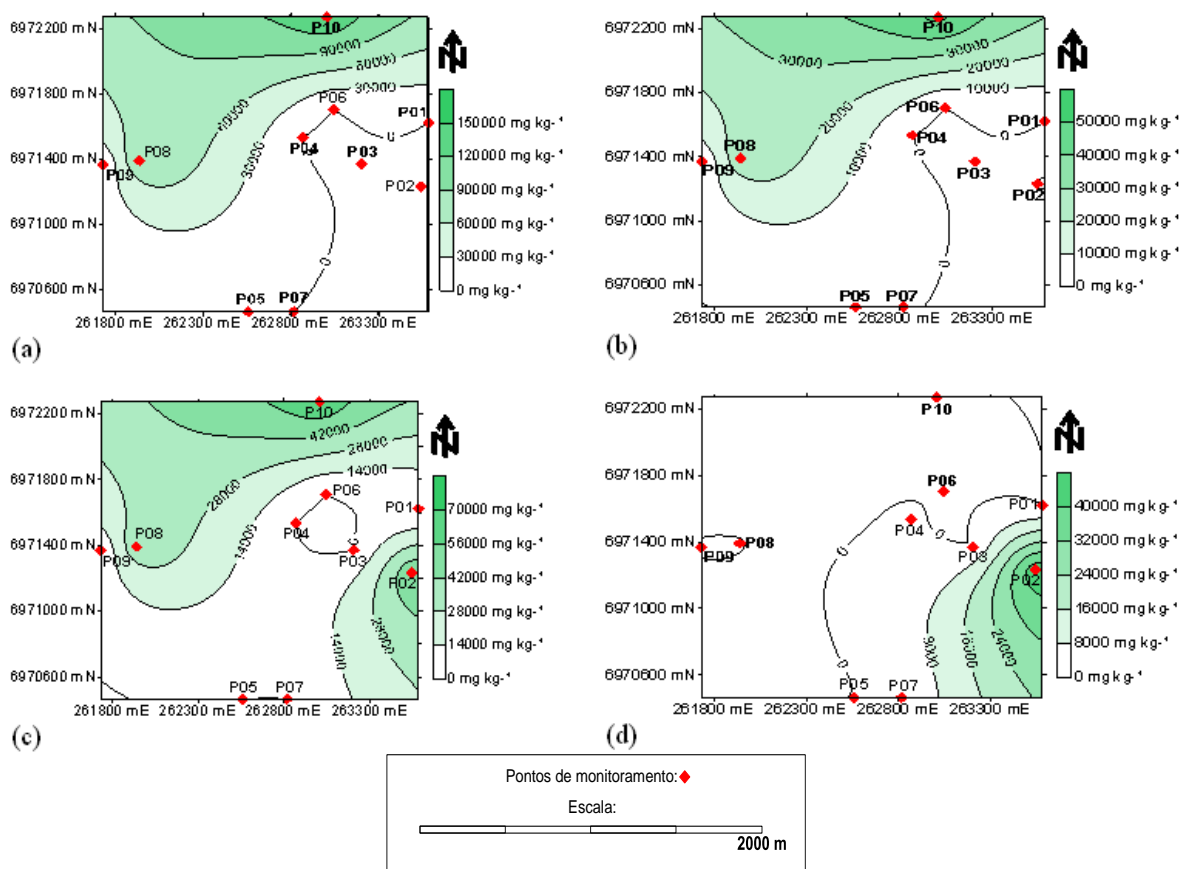 6972200 mN
6971800 mN
6971400 mN
6971000 mN
6970600 mN
261800 mE 262300 mE 262800 mE 263300 mE
P10
P06
P01
P04
P03
P08
P09
P02
P05
P07
90000
60000
30000
60000
30000
0
0
N
150000 mg kg-¹
120000 mg kg-¹
90000 mg kg-¹
60000 mg kg-¹
30000 mg kg-¹
0 mg kg-¹
(a)
6972200 mN
6971800 mN
6971400 mN
6971000 mN
6970600 mN
261800 mE 262300 mE 262800 mE 263300 mE
P10
P06
P01
P04
P03
P08
P09
P02
P05
P07
30000
30000
20000
10000
20000
10000
0
0
N
50000 mg kg-¹
40000 mg kg-¹
30000 mg kg-¹
20000 mg kg-¹
10000 mg kg-¹
0 mg kg-¹
(b)
6972200 m N
6971800 m N
6971400 m N
6971000 m N
6970600 m N
261800 mE 262300 mE 262800 mE 263300 mE
P10
P06
P01
P04
P03
P08
P09
P02
P05
P07
42000
28000
14000
28000
14000
0
14000
28000
N
70000 mg kg-¹
56000 mg kg-¹
42000 mg kg-¹
28000 mg kg-¹
14000 mg kg-¹
0 mg kg-¹
(c)
6972200 mN
6971800 mN
6971400 mN
6971000 mN
6970600 mN
261800 mE 262300 mE 262800 mE 263300 mE
P10
P06
P01
P04
P03
P08
P09
P02
P05
P07
0
0
24000
N
40000 mg kg-¹
32000 mg kg-¹
24000 mg kg-¹
16000 mg kg-¹
8000 mg kg-¹
0 mg kg-¹
(d)
Pontos de monitoramento:
Escala:
2000 m